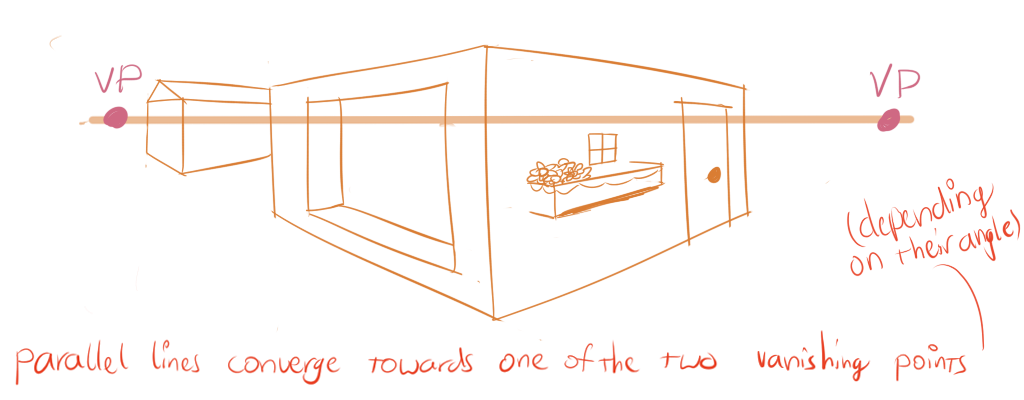 VP
VP
(depending
on their angle)
parallel lines converge towards one of the two vanishing points